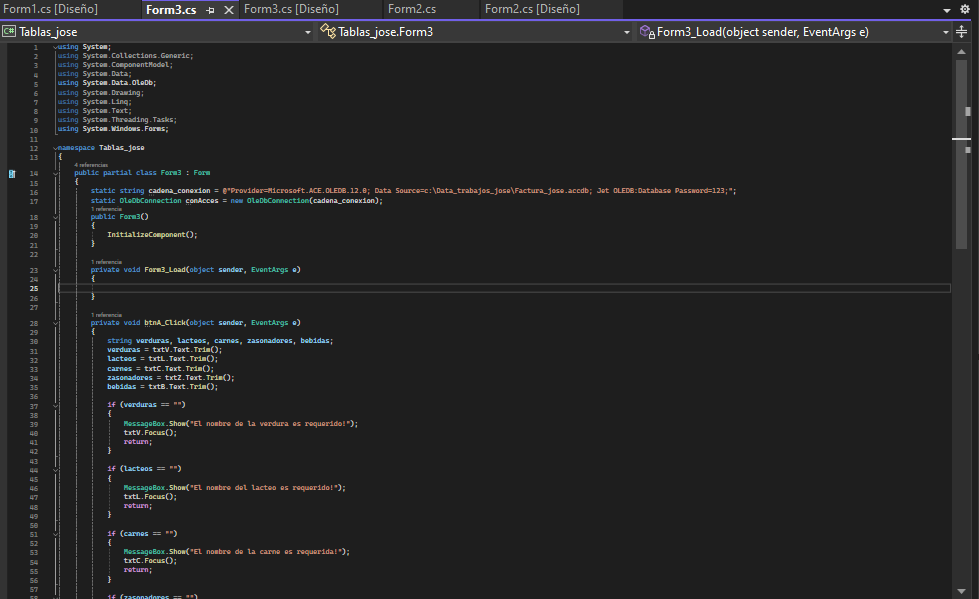 Form1.cs [Diseño]
Form3.cs
Form3.cs [Diseño]
Form2.cs
Form2.cs [Diseño]
C# Tablas_jose
Tablas_jose.Form3
Form3_Load(object sender, EventArgs e)
1 using System;
2 using System.Collections.Generic;
3 using System.ComponentModel;
4 using System.Data;
5 using System.Data.OleDb;
6 using System.Drawing;
7 using System.Linq;
8 using System.Text;
9 using System.Threading.Tasks;
10 using System.Windows.Forms;
11
12 namespace Tablas_jose
13 {
4 referencias
14 public partial class Form3 : Form
15 {
16 static string cadena_conexion = @"Provider=Microsoft.ACE.OLEDB.12.0; Data Source=c:\Data_trabajos_jose\Factura_jose.accdb; Jet OLEDB:Database Password=123;";
17 static OleDbConnection conAcces = new OleDbConnection(cadena_conexion);
1 referencia
18 public Form3()
19 {
20 InitializeComponent();
21 }
22
1 referencia
23 private void Form3_Load(object sender, EventArgs e)
24 {
25
26 }
27
1 referencia
28 private void btnA_Click(object sender, EventArgs e)
29 {
30 string verduras, lacteos, carnes, zasonadores, bebidas;
31 verduras = txtV.Text.Trim();
32 lacteos = txtL.Text.Trim();
33 carnes = txtC.Text.Trim();
34 zasonadores = txtZ.Text.Trim();
35 bebidas = txtB.Text.Trim();
36
37 if (verduras == "")
38 {
39 MessageBox.Show("El nombre de la verdura es requerido!");
40 txtV.Focus();
41 return;
42 }
43
44 if (lacteos == "")
45 {
46 MessageBox.Show("El nombre del lacteo es requerido!");
47 txtL.Focus();
48 return;
49 }
50
51 if (carnes == "")
52 {
53 MessageBox.Show("El nombre de la carne es requerida!");
54 txtC.Focus();
55 return;
56 }
57
58 if (zasonadores == "")